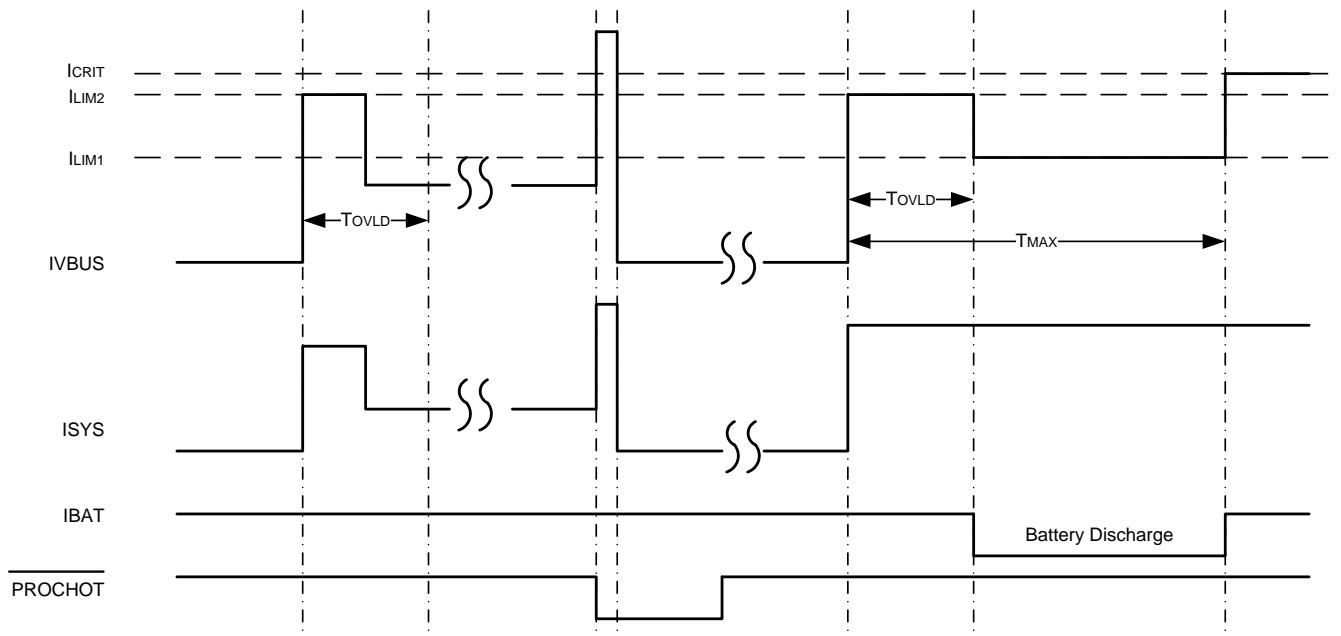 ICRIT
ILIM2
ILIM1
TOVLD
TOVLD
TMAX
IVBUS
ISYS
IBAT
Battery Discharge
PROCHOT